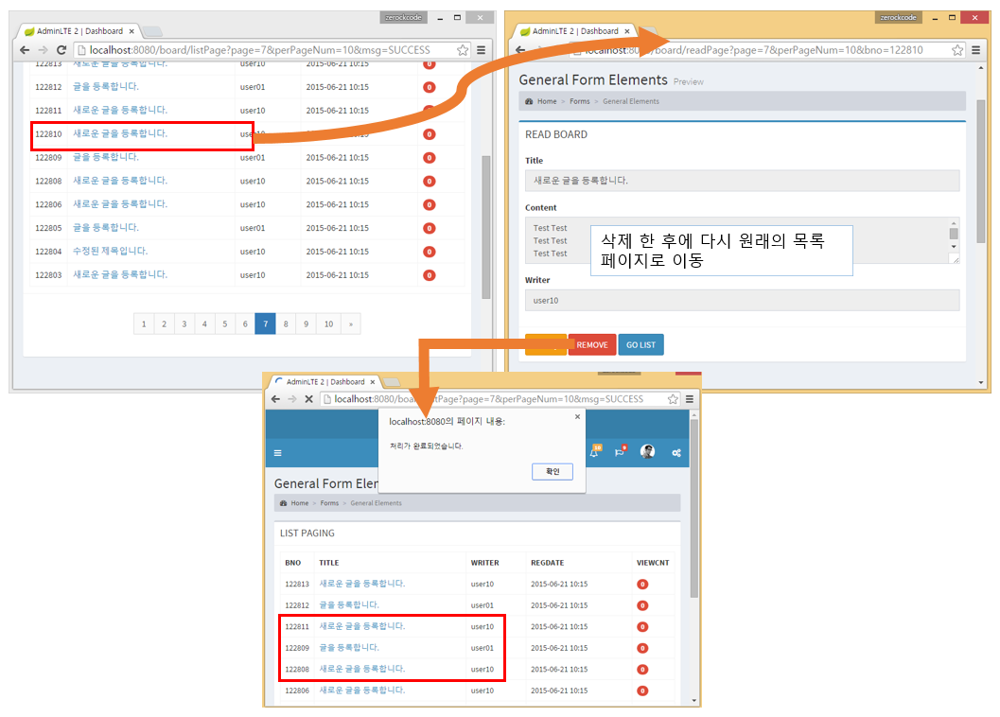 zerockcode
AdminLTE 2 | Dashboard
localhost:8080/board/listPage?page=7&perPageNum=10&msg=SUCCESS
122813 새로운 글을 등록합니다. user10 2015-06-21 10:15 0
122812 글을 등록합니다. user01 2015-06-21 10:15 0
122811 새로운 글을 등록합니다. user10 2015-06-21 10:15
122810 새로운 글을 등록합니다. 10:15 0
122809 글을 등록합니다. user01 2015-06-21 10:15 0
122808 새로운 글을 등록합니다. user10 2015-06-21 10:15 0
122806 새로운 글을 등록합니다. user10 2015-06-21 10:15 0
122805 글을 등록합니다. user01 2015-06-21 10:15 0
122804 수정된 제목입니다. user10 2015-06-21 10:15 0
122803 새로운 글을 등록합니다. user10 2015-06-21 10:15 0
1 2 3 4 5 6 7 8 9 10 »
zerockcode
AdminLTE 2 | Dashboard
/board/readPage?page=7&perPageNum=10&bno=122810
General Form Elements Preview
Home > Forms > General Elements
READ BOARD
Title
새로운 글을 등록합니다.
Content
Test Test
Test Test
Test Test
삭제 한 후에 다시 원래의 목록
페이지로 이동
Writer
user10
REMOVE GO LIST
AdminLTE 2 | Dashboard
localhost:8080/boa tPage?page=7&perPageNum=10&msg=SUCCESS
localhost:8080의 페이지 내용:
처리가 완료되었습니다.
확인
10 9
General Form Eler
Home > Forms > General Elements
LIST PAGING
BNO TITLE WRITER REGDATE VIEWCNT
122813 새로운 글을 등록합니다. user10 2015-06-21 10:15 0
122812 글을 등록합니다. user01 2015-06-21 10:15 0
122811 새로운 글을 등록합니다. user10 2015-06-21 10:15 0
122809 글을 등록합니다. user01 2015-06-21 10:15 0
122808 새로운 글을 등록합니다. user10 2015-06-21 10:15 0
122806 새로운 글을 등록합니다. user10 2015-06-21 10:15 0